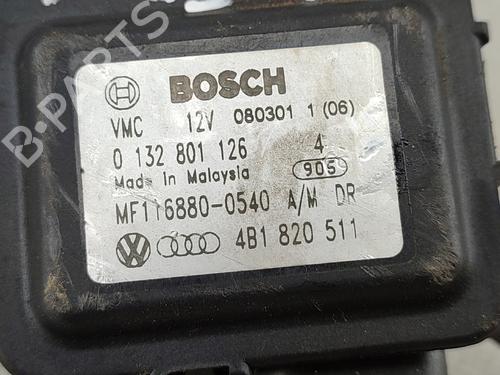 BOSCH
VMC 12V 080301 1 (06)
0 132 801 126 4
Made in Malaysia 905
MF116880-0540 A/M DR
4B1 820 511
B-PARTS